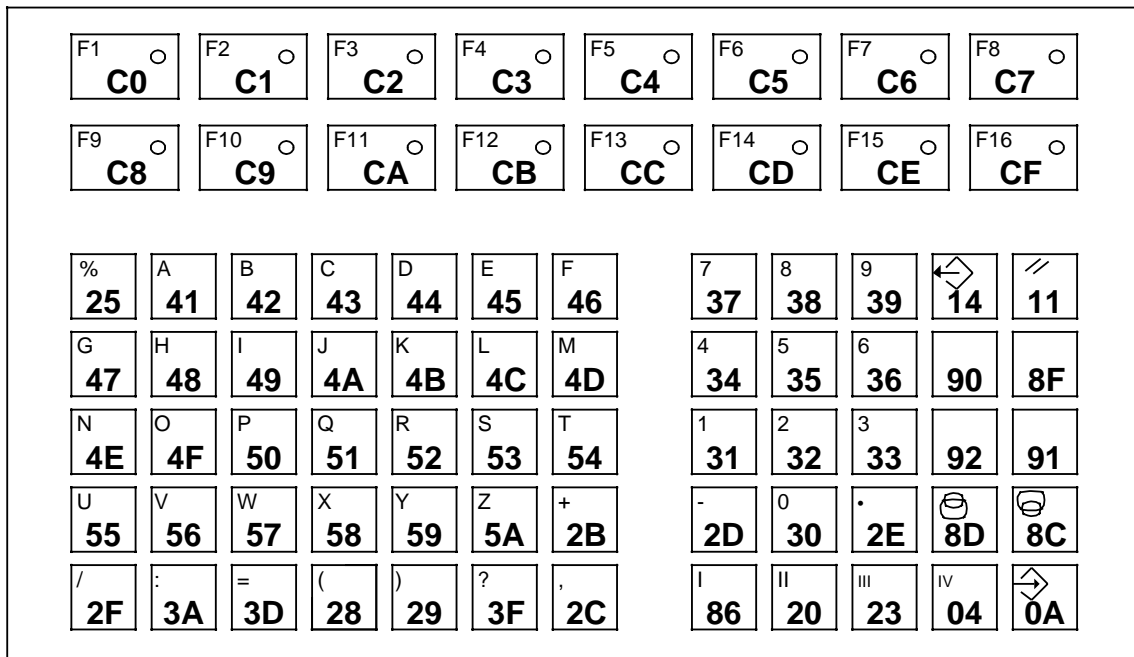 F1 F2 F3 F4 F5 F6 F7 F8
C0 C1 C2 C3 C4 C5 C6 C7
F9 F10 F11 F12 F13 F14 F15 F16
C8 C9 CA CB CC CD CE CF
% A B C D E F 7 8 9
25 41 42 43 44 45 46 37 38 39 14 11
G H I J K L M 4 5 6
47 48 49 4A 4B 4C 4D 34 35 36 90 8F
N O P Q R S T 1 2 3
4E 4F 50 51 52 53 54 31 32 33 92 91
U V W X Y Z + - 0 •
55 56 57 58 59 5A 2B 2D 30 2E 8D 8C
/ : = ( ) ? , I II III IV
2F 3A 3D 28 29 3F 2C 86 20 23 04 0A